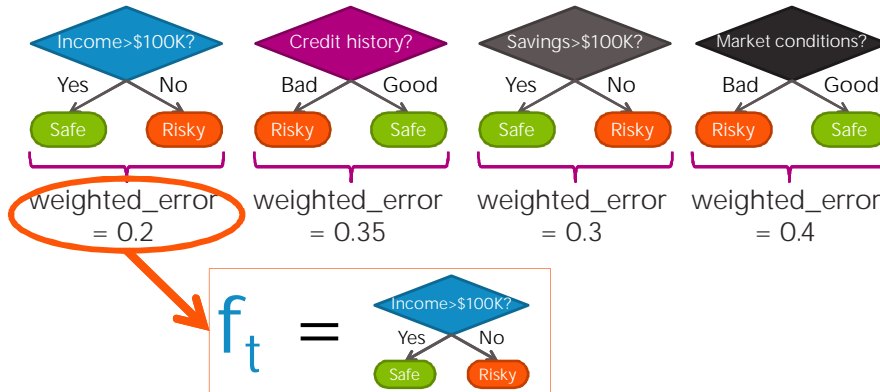 Income>$100K? Credit history? Savings>$100K? Market conditions?
Yes No Bad Good Yes No Bad Good
Safe Risky Risky Safe Safe Risky Risky Safe
weighted_error weighted_error weighted_error weighted_error
= 0.2 = 0.35 = 0.3 = 0.4
Income>$100K?
f_t =
Yes No
Safe Risky